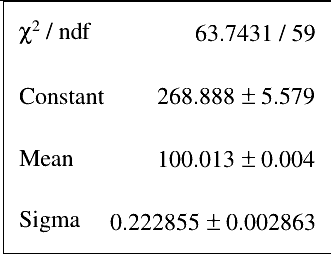 χ² / ndf 63.7431 / 59
Constant 268.888 ± 5.579
Mean 100.013 ± 0.004
Sigma 0.222855 ± 0.002863